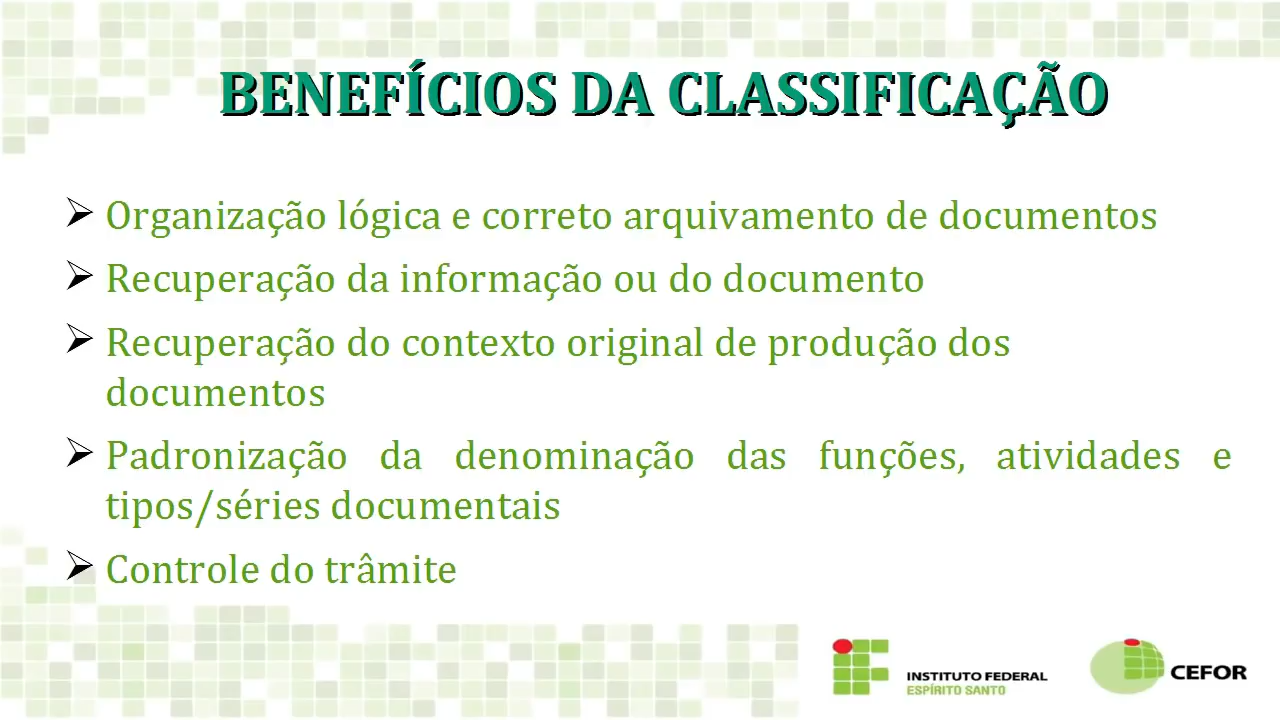 BENEFÍCIOS DA CLASSIFICAÇÃO
Organização lógica e correto arquivamento de documentos
Recuperação da informação ou do documento
Recuperação do contexto original de produção dos
documentos
Padronização da denominação das funções, atividades e
tipos/séries documentais
Controle do trâmite
INSTITUTO FEDERAL
ESPÍRITO SANTO
CEFOR